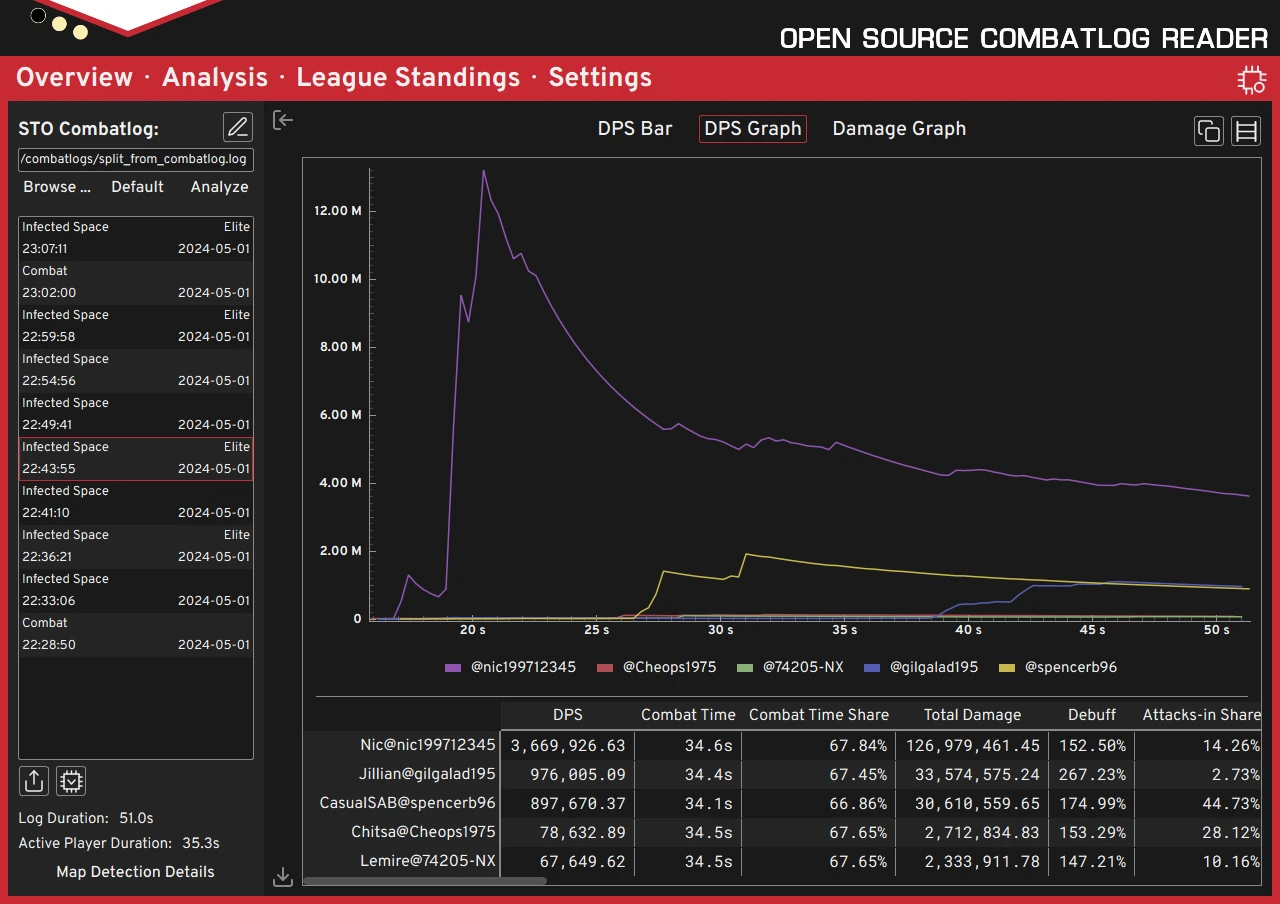 OPEN SOURCE COMBATLOG READER
Overview · Analysis · League Standings · Settings
STO Combatlog:
/combatlogs/split_from_combatlog.log
Browse ... Default Analyze
Infected Space Elite
23:07:11 2024-05-01
Combat
23:02:00 2024-05-01
Infected Space Elite
22:59:58 2024-05-01
Infected Space
22:54:56 2024-05-01
Infected Space
22:49:41 2024-05-01
Infected Space Elite
22:43:55 2024-05-01
Infected Space
22:41:10 2024-05-01
Infected Space Elite
22:36:21 2024-05-01
Infected Space
22:33:06 2024-05-01
Combat
22:28:50 2024-05-01
Log Duration: 51.0s
Active Player Duration: 35.3s
Map Detection Details
DPS Bar DPS Graph Damage Graph
12.00 M
10.00 M
8.00 M
6.00 M
4.00 M
2.00 M
0
20 s 25 s 30 s 35 s 40 s 45 s 50 s
@nic199712345 @Cheops1975 @74205-NX @gilgalad195 @spencerb96
DPS Combat Time Combat Time Share Total Damage Debuff Attacks-in Share
Nic@nic199712345 3,669,926.63 34.6s 67.84% 126,979,461.45 152.50% 14.26%
Jillian@gilgalad195 976,005.09 34.4s 67.45% 33,574,575.24 267.23% 2.73%
CasualSAB@spencerb96 897,670.37 34.1s 66.86% 30,610,559.65 174.99% 44.73%
Chitsa@Cheops1975 78,632.89 34.5s 67.65% 2,712,834.83 153.29% 28.12%
Lemire@74205-NX 67,649.62 34.5s 67.65% 2,333,911.78 147.21% 10.16%